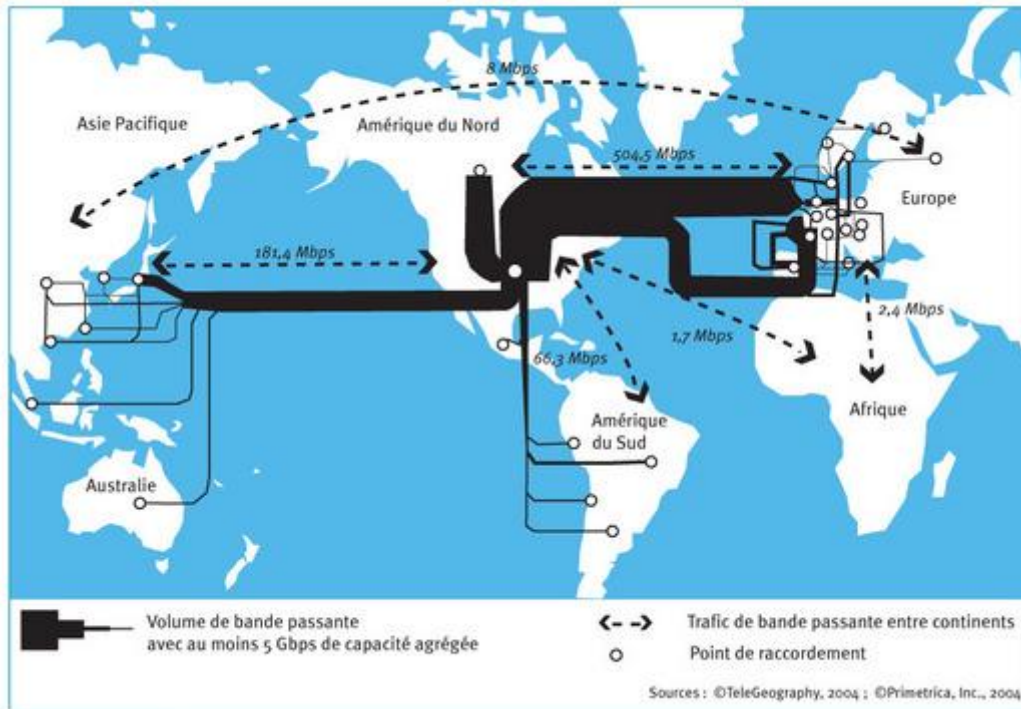 8 Mbps
Asie Pacifique
Amérique du Nord
504,5 Mbps
Europe
181,4 Mbps
2,4 Mbps
1,7 Mbps
66,3 Mbps
Afrique
Amérique
du Sud
Australie
Volume de bande passante
avec au moins 5 Gbps de capacité agrégée
Trafic de bande passante entre continents
Point de raccordement
Sources : ©TeleGeography, 2004 ; ©Primetrica, Inc., 2004